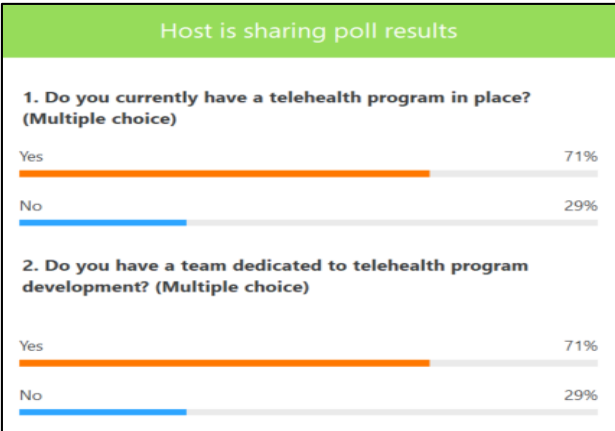 Host is sharing poll results
1. Do you currently have a telehealth program in place?
(Multiple choice)
Yes 71%
No 29%
2. Do you have a team dedicated to telehealth program
development? (Multiple choice)
Yes 71%
No 29%